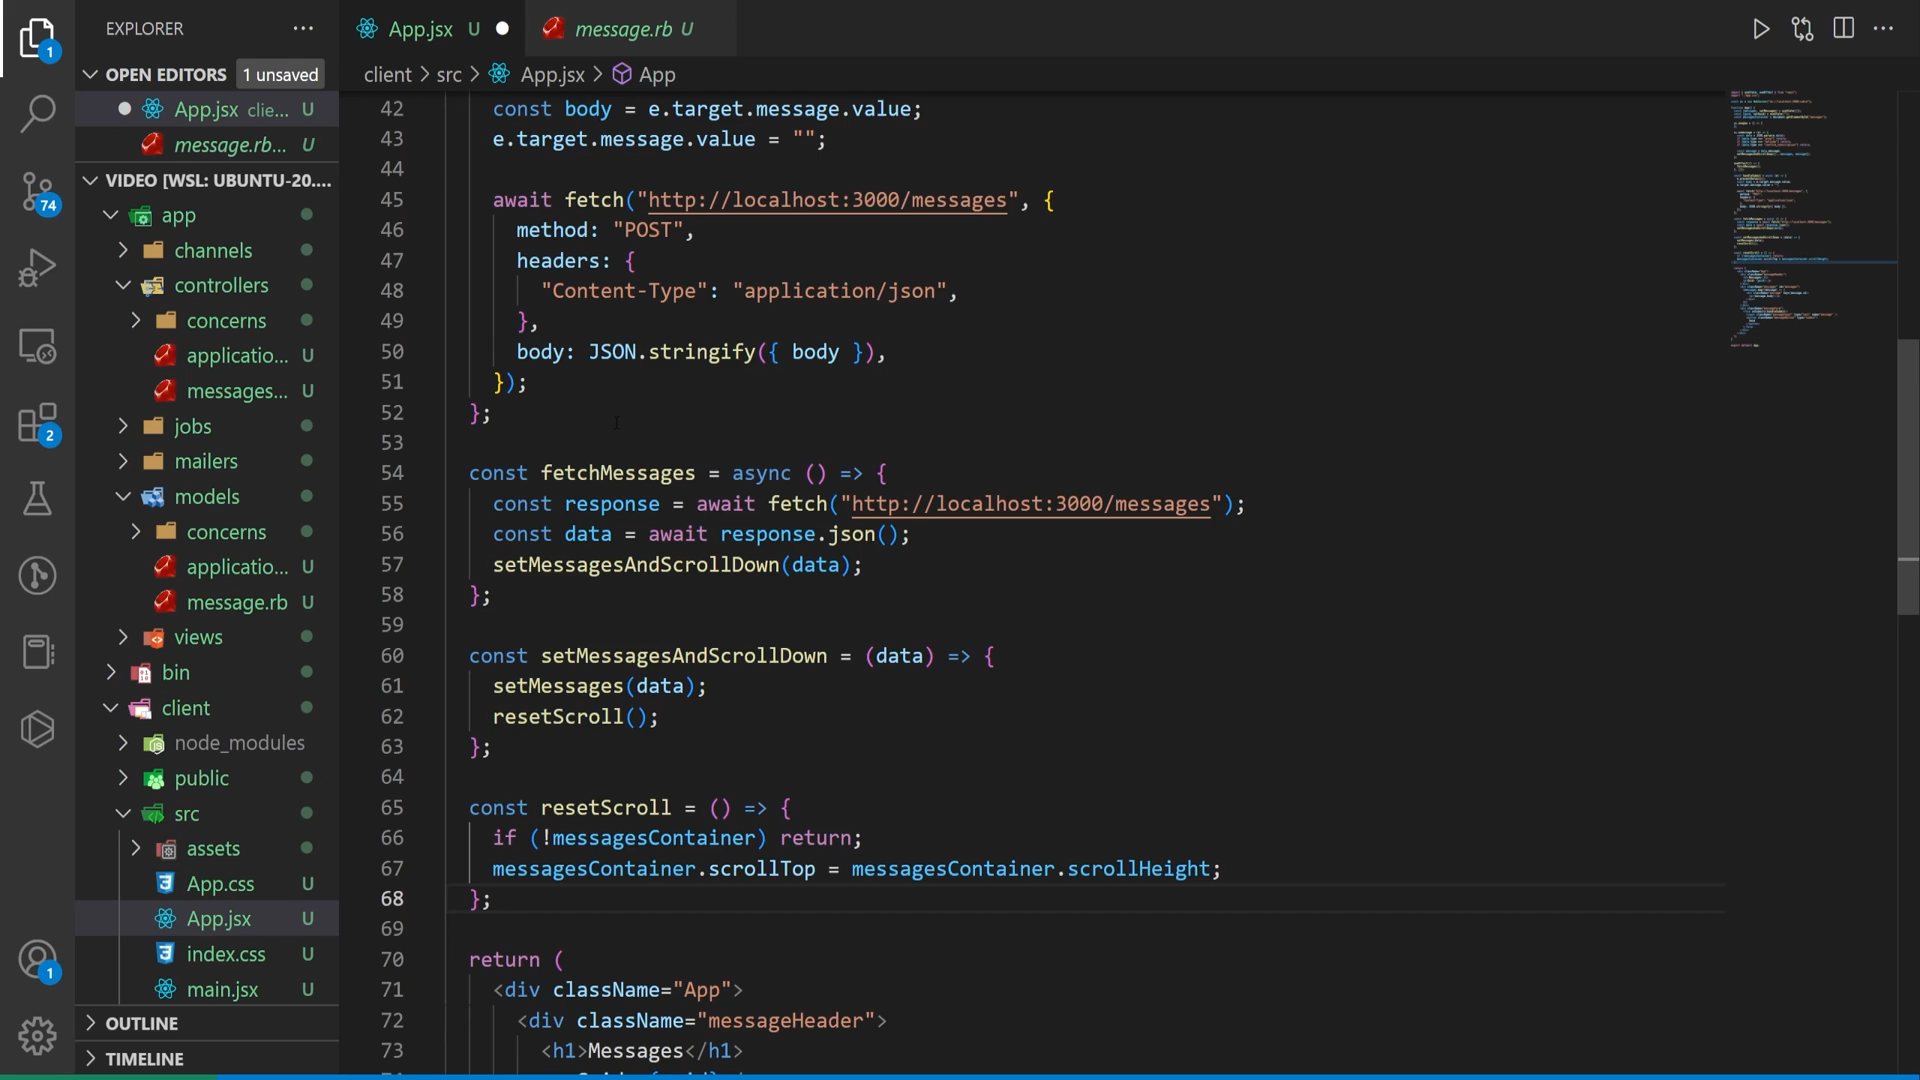 EXPLORER
OPEN EDITORS 1 unsaved
App.jsx clie... U
message.rb... U
VIDEO [WSL: UBUNTU-20....
app
channels
controllers
concerns
applicatio... U
messages... U
jobs
mailers
models
concerns
applicatio... U
message.rb U
views
bin
client
node_modules
public
src
assets
App.css U
App.jsx U
index.css U
main.jsx U
OUTLINE
TIMELINE
1
74
2
1
App.jsx U
message.rb U
client > src > App.jsx > App
42 const body = e.target.message.value;
43 e.target.message.value = "";
44
45 await fetch("http://localhost:3000/messages", {
46 method: "POST",
47 headers: {
48 "Content-Type": "application/json",
49 },
50 body: JSON.stringify({ body }),
51 });
52 };
53
54 const fetchMessages = async () => {
55 const response = await fetch("http://localhost:3000/messages");
56 const data = await response.json();
57 setMessagesAndScrollDown(data);
58 };
59
60 const setMessagesAndScrollDown = (data) => {
61 setMessages(data);
62 resetScroll();
63 };
64
65 const resetScroll = () => {
66 if (!messagesContainer) return;
67 messagesContainer.scrollTop = messagesContainer.scrollHeight;
68 };
69
70 return (
71 <div className="App">
72 <div className="messageHeader">
73 <h1>Messages</h1>